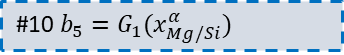 #10 𝑏₅ = 𝐺₁(𝑥^𝛼_{𝑀𝑔/𝑆𝑖})